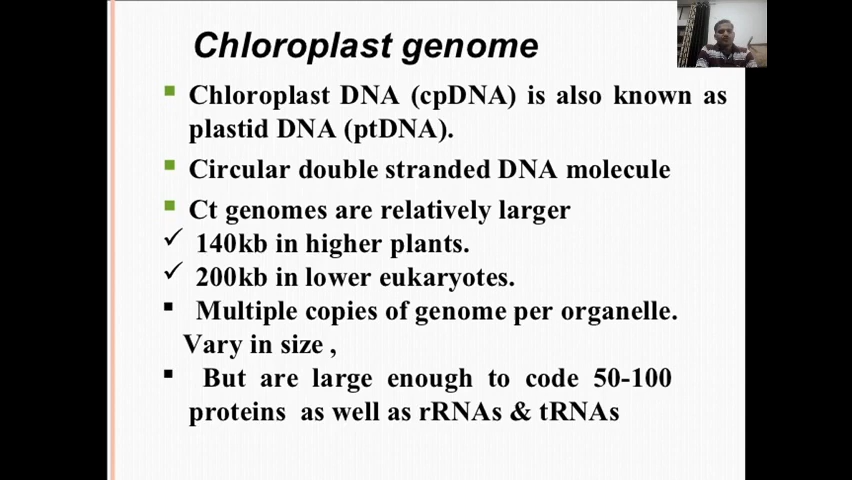 Chloroplast genome
Chloroplast DNA (cpDNA) is also known as
plastid DNA (ptDNA).
Circular double stranded DNA molecule
Ct genomes are relatively larger
140kb in higher plants.
200kb in lower eukaryotes.
Multiple copies of genome per organelle.
Vary in size ,
But are large enough to code 50-100
proteins as well as rRNAs & tRNAs